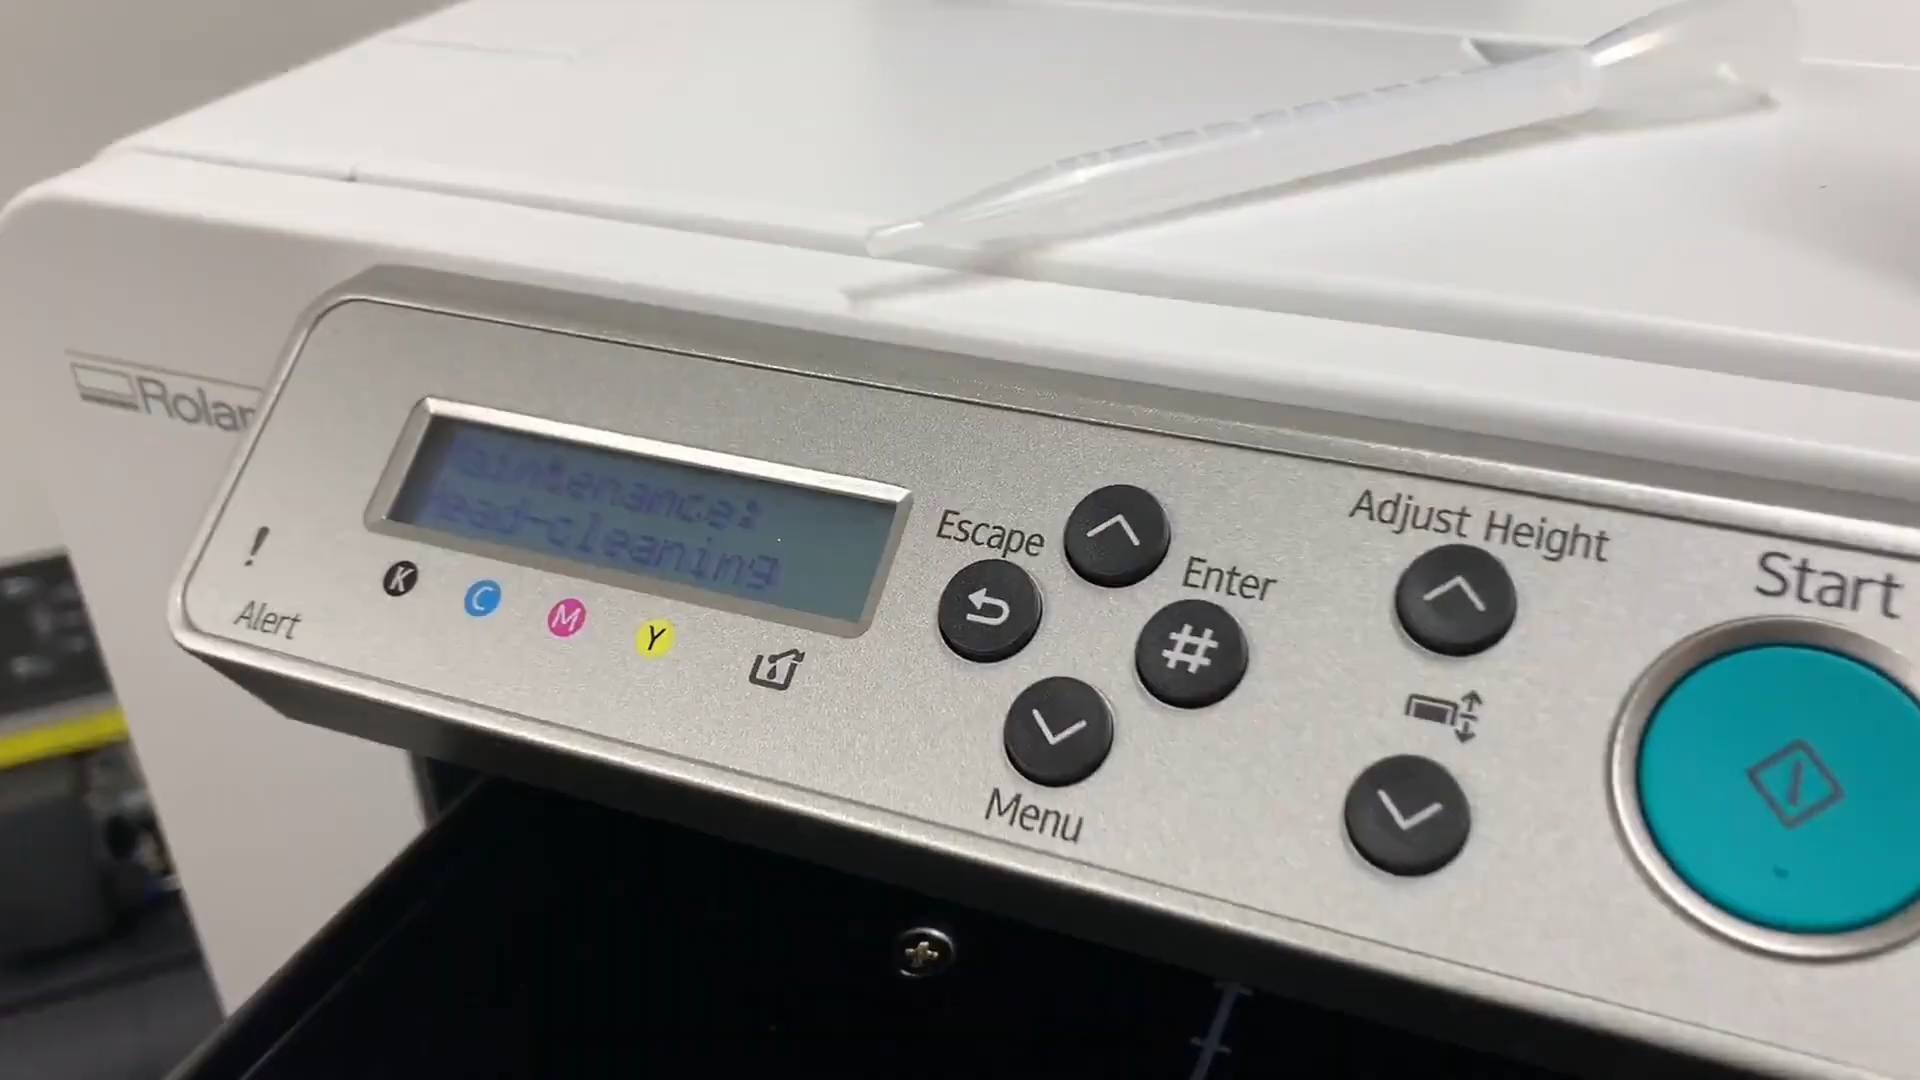 Rolan
Maintenance:
Head-cleaning
Escape
Enter
Adjust Height
Start
! 
Alert
K C M Y
#
Menu